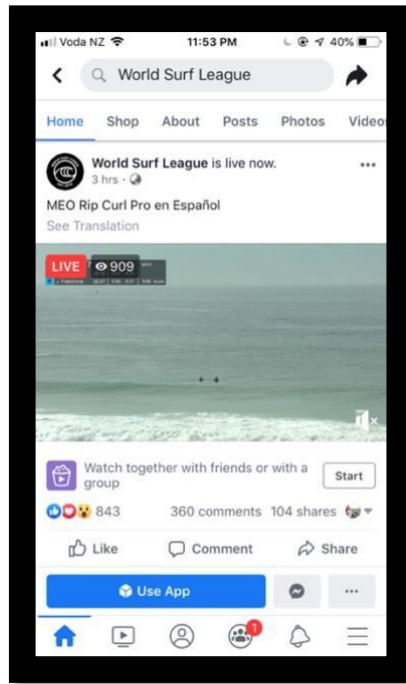 Voda NZ 11:53 PM 40%
World Surf League
Home Shop About Posts Photos Videos
World Surf League is live now.
3 hrs ·
MEO Rip Curl Pro en Español
See Translation
LIVE 909
Watch together with friends or with a
group
Start
843 360 comments 104 shares
Like Comment Share
Use App
1